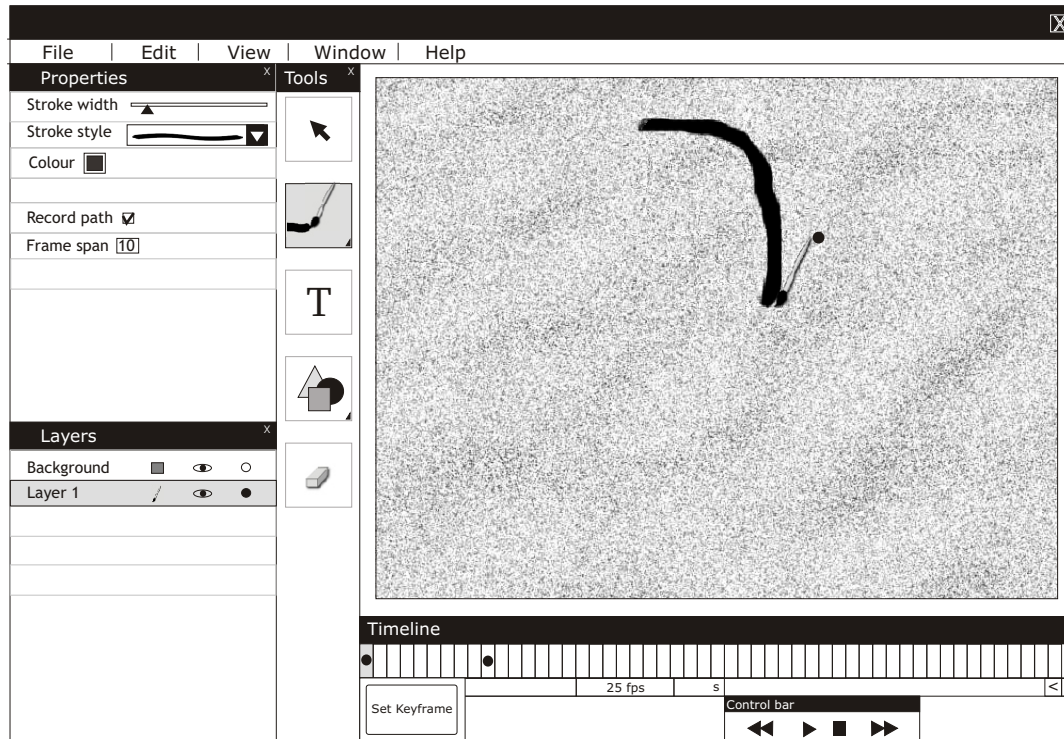 X
File | Edit | View | Window | Help
Properties X
Stroke width
Stroke style
Colour
Record path
Frame span 10
Tools X
T
Layers X
Background
Layer 1
Timeline
25 fps s <
Set Keyframe
Control bar